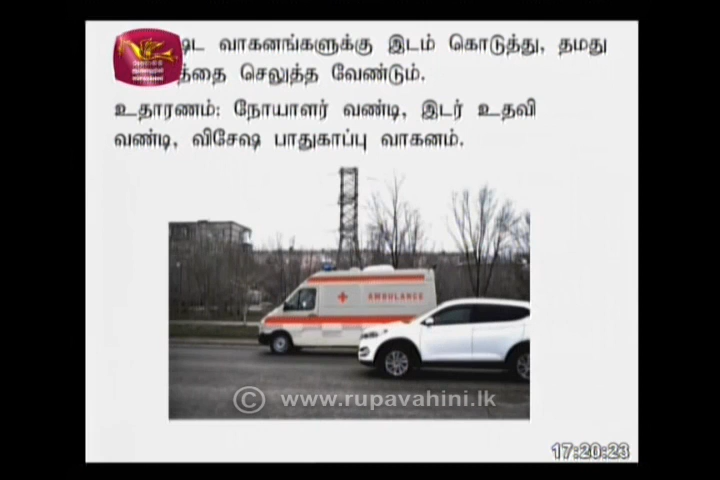 வாகனங்களுக்கு இடம் கொடுத்து, தமது
செலுத்த வேண்டும்.
உதாரணம்: நோயாளர் வண்டி, இடர் உதவி
வண்டி, விசேஷ பாதுகாப்பு வாகனம்.
AMBULANCE
© www.rupavahini.lk
17:20:23